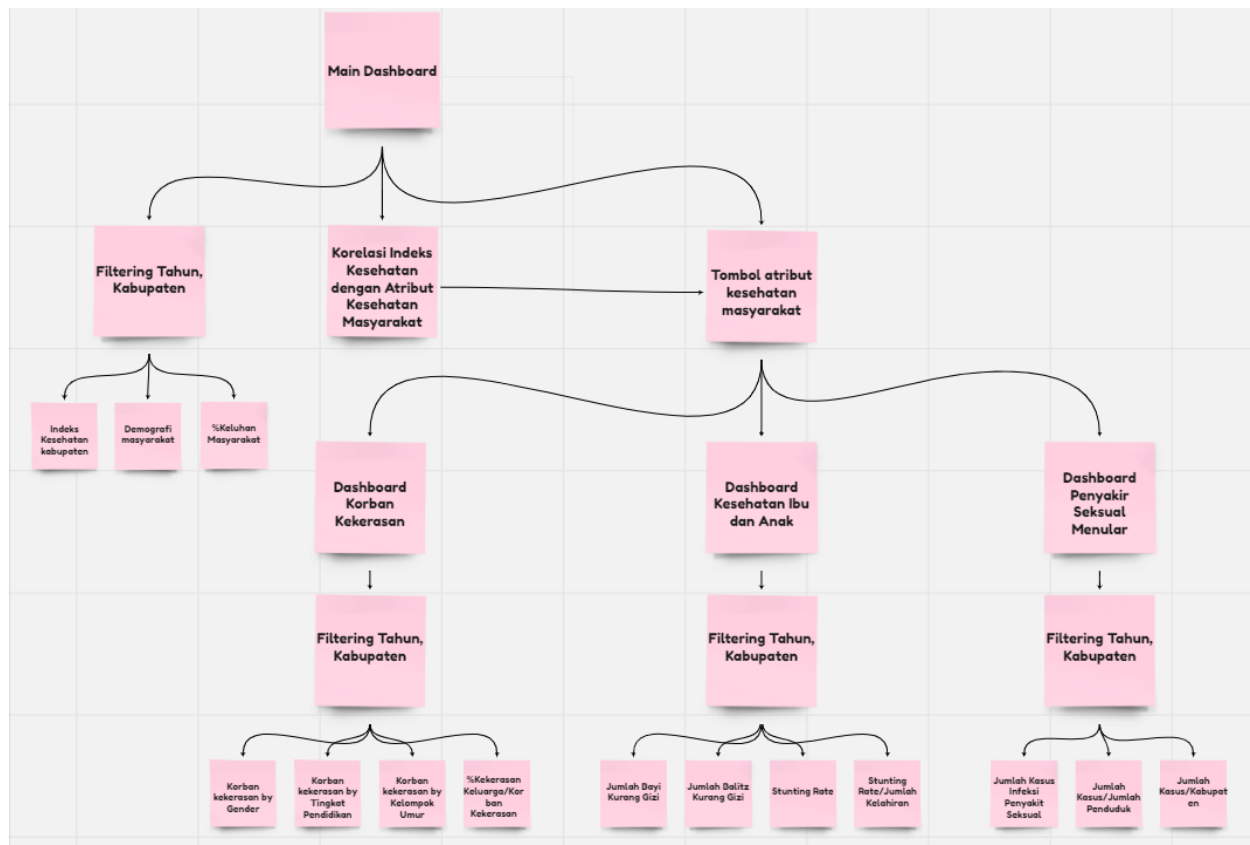 Main Dashboard
Filtering Tahun,
Kabupaten
Korelasi Indeks
Kesehatan
dengan Atribut
Kesehatan
Masyarakat
Tombol atribut
kesehatan
masyarakat
Indeks
Kesehatan
kabupaten
Demografi
masyarakat
%Keluhan
Masyarakat
Dashboard
Korban
Kekerasan
Dashboard
Kesehatan Ibu
dan Anak
Dashboard
Penyakir
Seksual
Menular
Filtering Tahun,
Kabupaten
Filtering Tahun,
Kabupaten
Filtering Tahun,
Kabupaten
Korban
kekerasan by
Gender
Korban
kekerasan by
Tingkat
Pendidikan
Korban
kekerasan by
Kelompok
Umur
%Kekerasan
Keluarga/Kor
ban
Kekerasan
Jumlah Bayi
Kurang Gizi
Jumlah Balitz
Kurang Gizi
Stunting Rate
Stunting
Rate/Jumlah
Kelahiran
Jumlah Kasus
Infeksi
Penyakit
Seksual
Jumlah
Kasus/Jumlah
Penduduk
Jumlah
Kasus/Kabupat
en